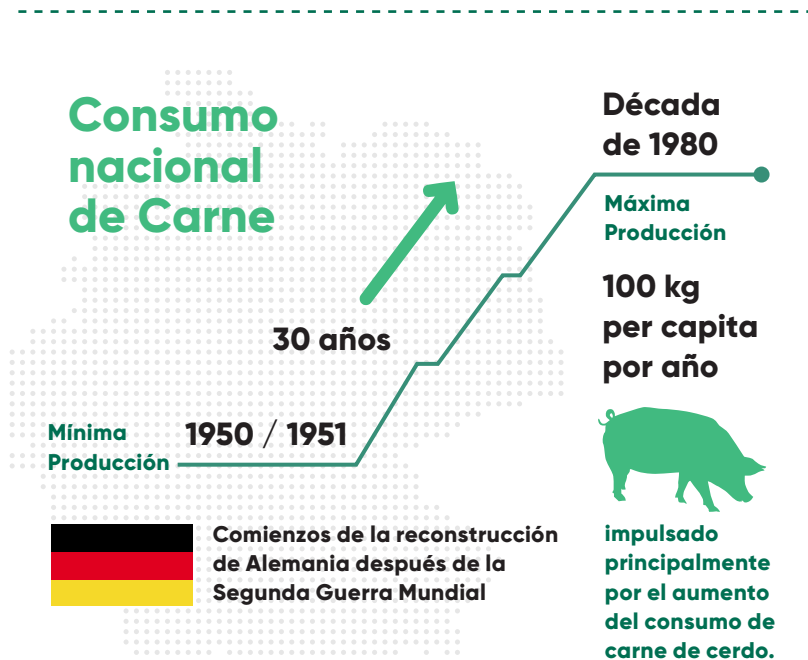 Consumo
nacional
de Carne
Década
de 1980
Máxima
Producción
100 kg
per capita
por año
30 años
Mínima
Producción
1950 / 1951
Comienzos de la reconstrucción
de Alemania después de la
Segunda Guerra Mundial
impulsado
principalmente
por el aumento
del consumo de
carne de cerdo.